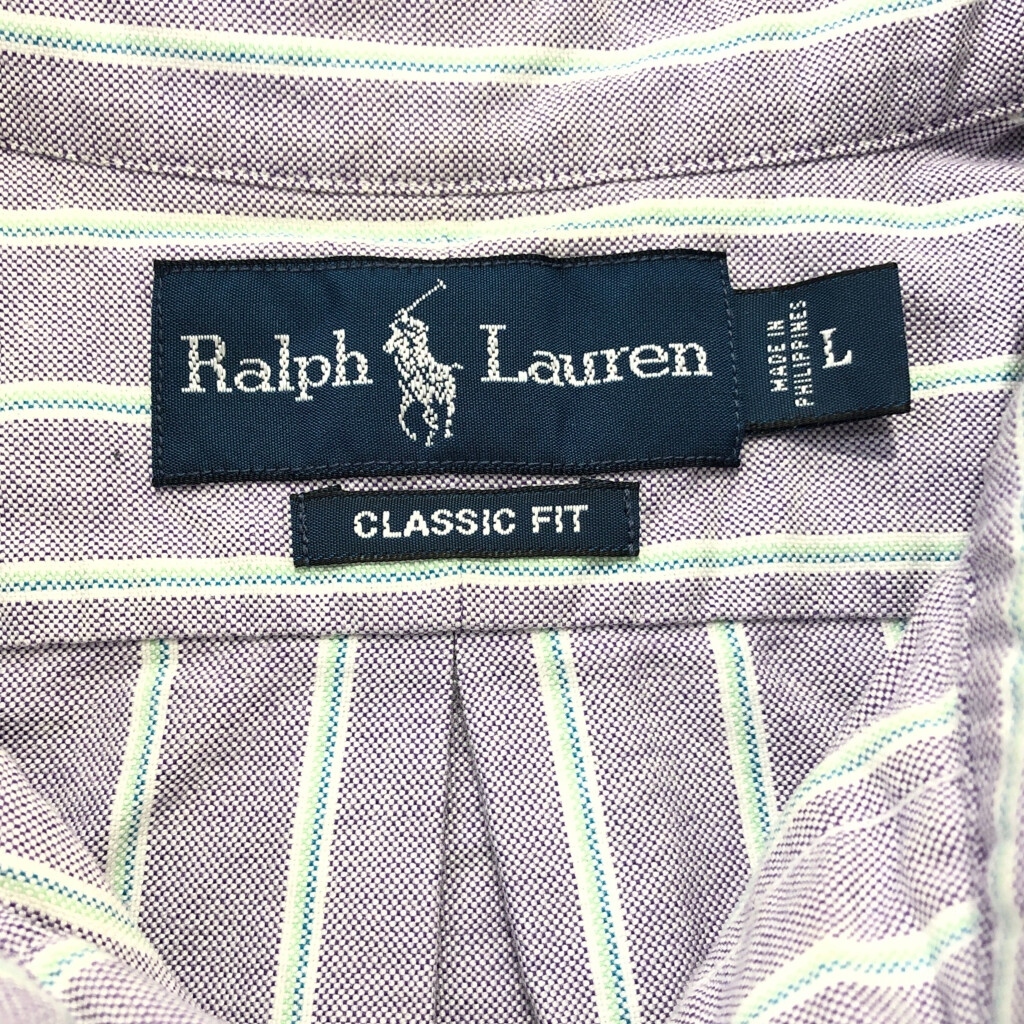 Ralph Lauren
MADE IN
PHILIPPINES
L
CLASSIC FIT